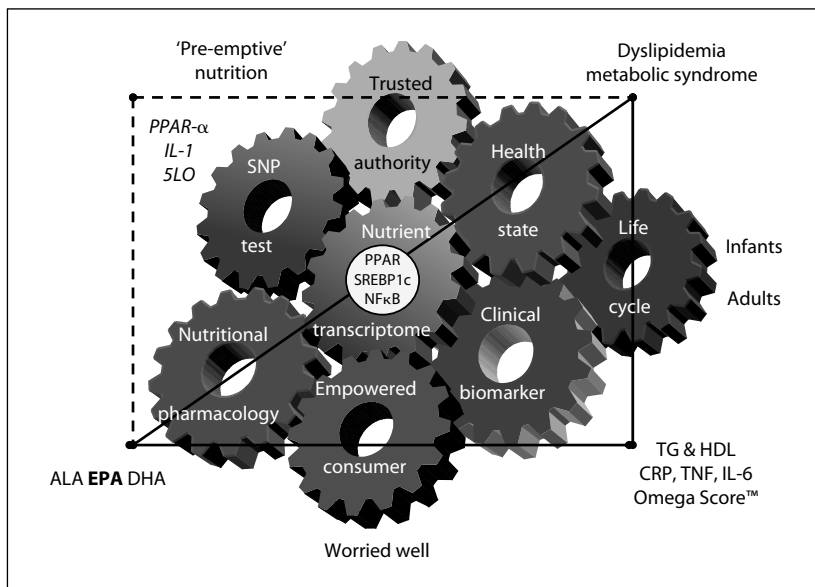 ‘Pre-emptive’
nutrition
Dyslipidemia
metabolic syndrome
Trusted
authority
PPAR-α
IL-1
5LO
SNP
test
Health
state
Nutrient
PPAR
SREBP1c
NFκB
transcriptome
Life
cycle
Infants
Adults
Nutritional
pharmacology
Clinical
biomarker
Empowered
consumer
ALA EPA DHA
TG & HDL
CRP, TNF, IL-6
Omega Score™
Worried well